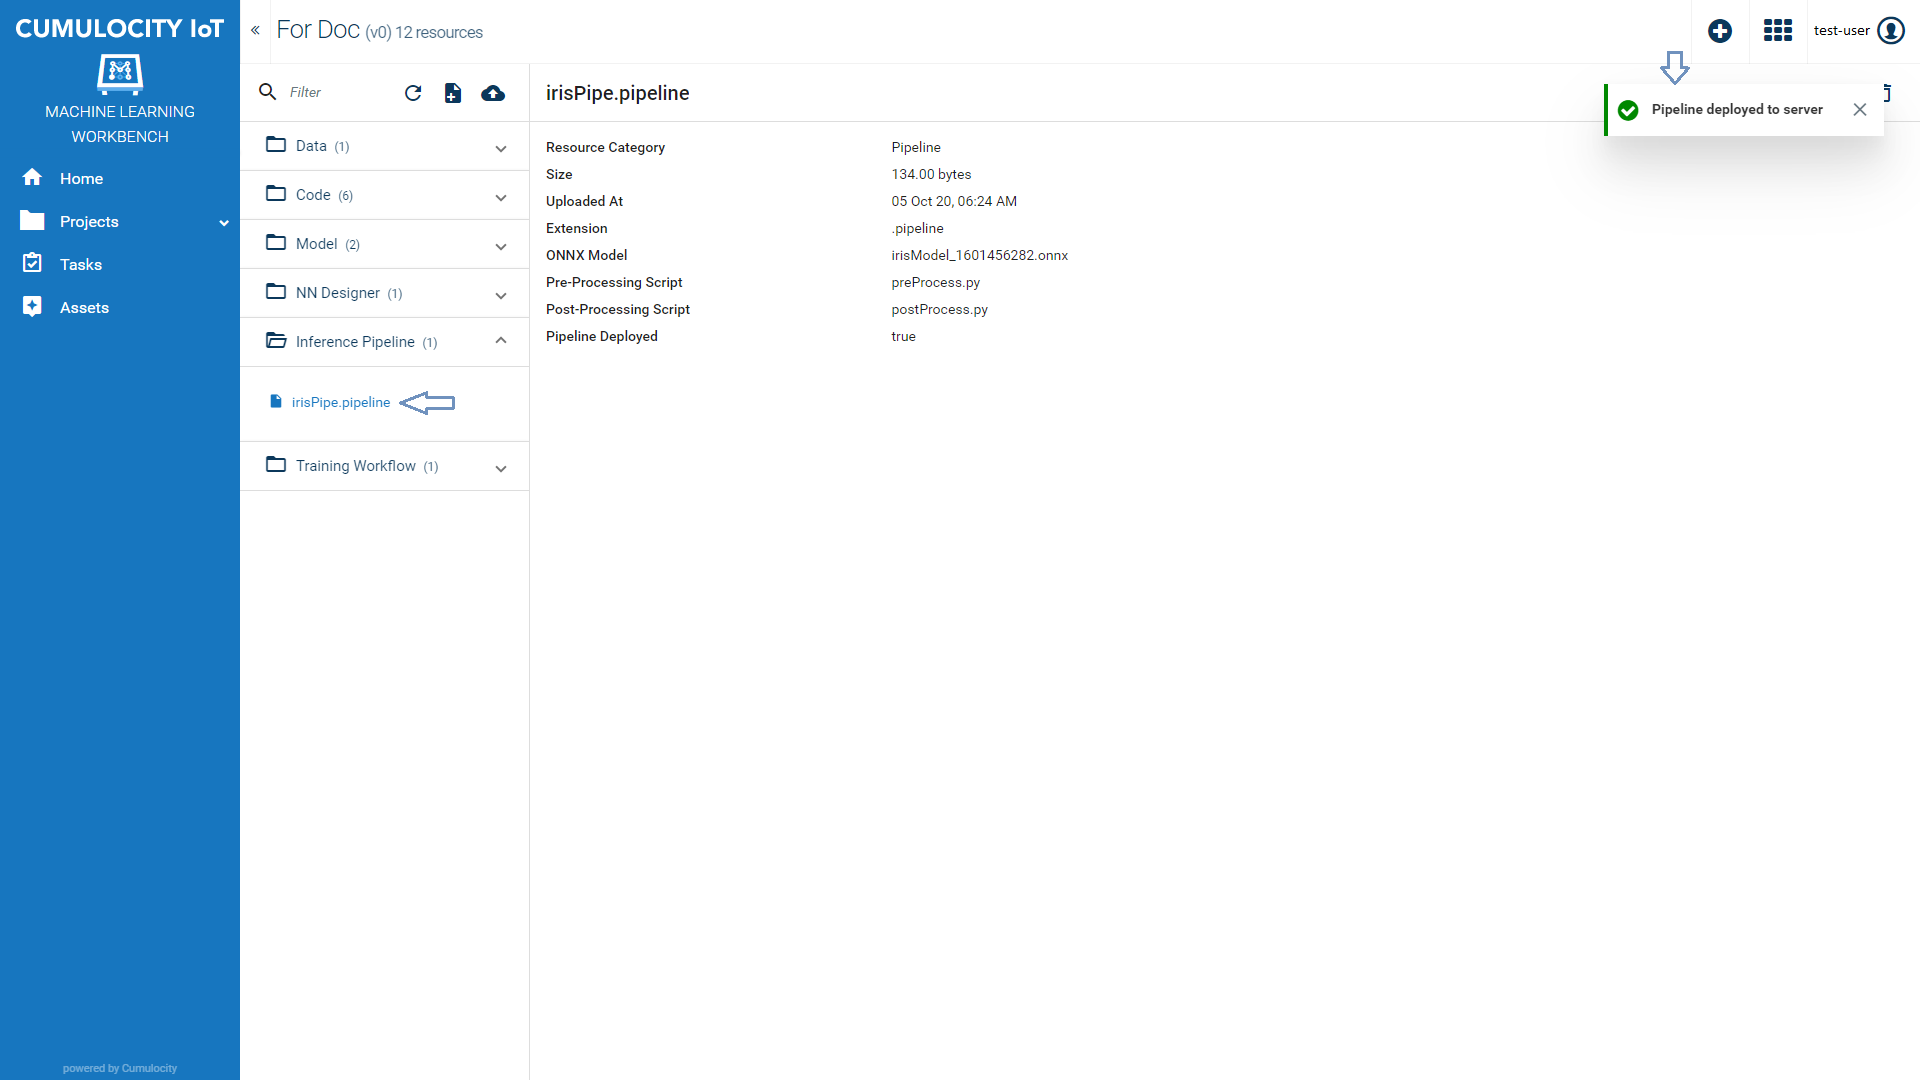 CUMULOCITY IoT
MACHINE LEARNING
WORKBENCH
Home
Projects
Tasks
Assets
powered by Cumulocity
For Doc (v0) 12 resources
test-user
Filter
Data (1)
Code (6)
Model (2)
NN Designer (1)
Inference Pipeline (1)
irisPipe.pipeline
Training Workflow (1)
irisPipe.pipeline
Pipeline deployed to server
Resource Category Pipeline
Size 134.00 bytes
Uploaded At 05 Oct 20, 06:24 AM
Extension .pipeline
ONNX Model irisModel_1601456282.onnx
Pre-Processing Script preProcess.py
Post-Processing Script postProcess.py
Pipeline Deployed true